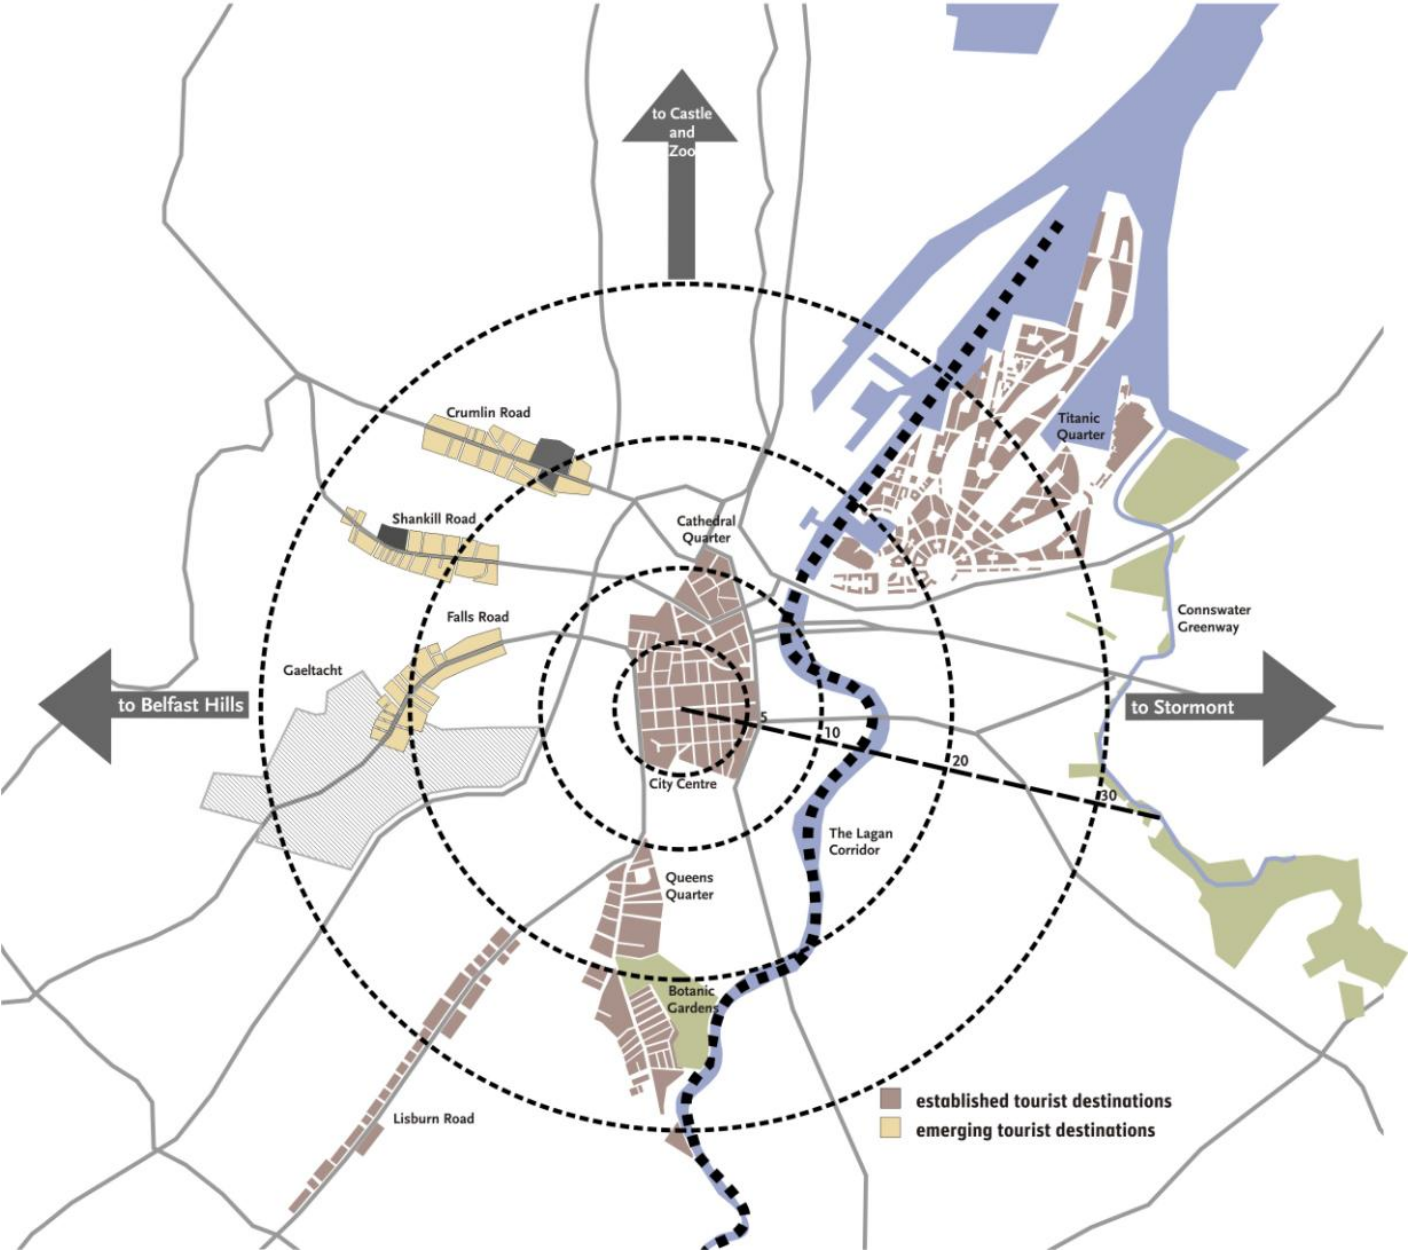 to Castle
and
Zoo
Crumlin Road
Titanic
Quarter
Shankill Road
Cathedral
Quarter
Falls Road
Connswater
Greenway
Gaeltacht
to Belfast Hills
to Stormont
5
10
20
30
City Centre
The Lagan
Corridor
Queens
Quarter
Botanic
Gardens
Lisburn Road
established tourist destinations
emerging tourist destinations